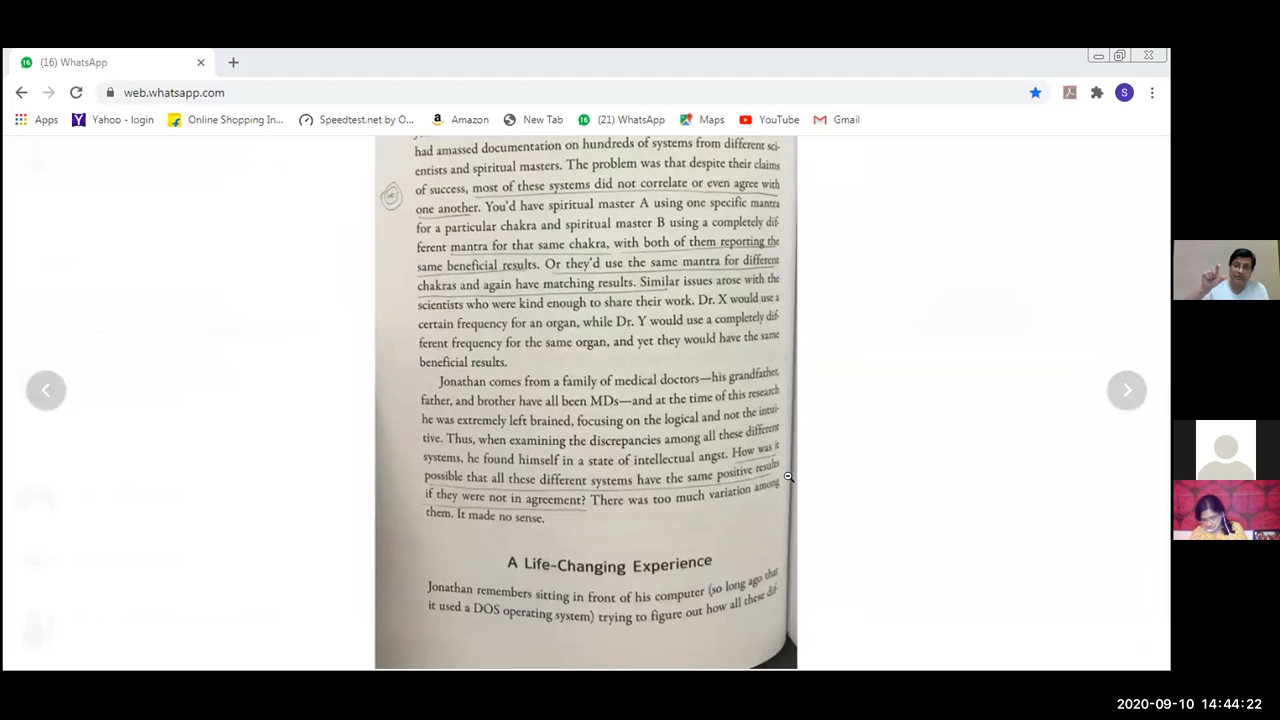 (16) WhatsApp
web.whatsapp.com
S
Apps
Yahoo - login
Online Shopping In...
Speedtest.net by O...
Amazon
New Tab
(21) WhatsApp
Maps
YouTube
Gmail
had amassed documentation on hundreds of systems from different sci-
entists and spiritual masters. The problem was that despite their claims
of success, most of these systems did not correlate or even agree with
one another. You'd have spiritual master A using one specific mantra
for a particular chakra and spiritual master B using a completely dif-
ferent mantra for that same chakra, with both of them reporting the
same beneficial results. Or they'd use the same mantra for different
chakras and again have matching results. Similar issues arose with the
scientists who were kind enough to share their work. Dr. X would use a
certain frequency for an organ, while Dr. Y would use a completely dif-
ferent frequency for the same organ, and yet they would have the same
beneficial results.
Jonathan comes from a family of medical doctors—his grandfather,
father, and brother have all been MDs—and at the time of this research
he was extremely left brained, focusing on the logical and not the intui-
tive. Thus, when examining the discrepancies among all these different
systems, he found himself in a state of intellectual angst. How was it
possible that all these different systems have the same positive results
if they were not in agreement? There was too much variation among
them. It made no sense.
A Life-Changing Experience
Jonathan remembers sitting in front of his computer (so long ago that
it used a DOS operating system) trying to figure out how all these dif-
2020-09-10 14:44:22